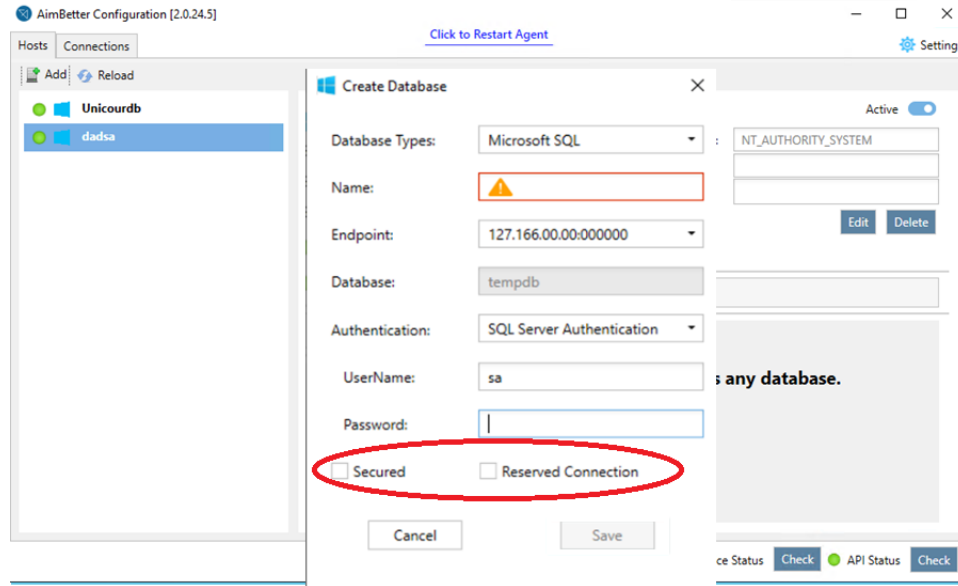 AimBetter Configuration [2.0.24.5]
Hosts
Connections
Click to Restart Agent
Setting
Add
Reload
Unicourdb
dadsa
Active
NT_AUTHORITY_SYSTEM
Edit
Delete
s any database.
Create Database
Database Types:
Microsoft SQL
Name:
Endpoint:
127.166.00.00:000000
Database:
tempdb
Authentication:
SQL Server Authentication
UserName:
sa
Password:
Secured
Reserved Connection
Cancel
Save
ce Status
Check
API Status
Check